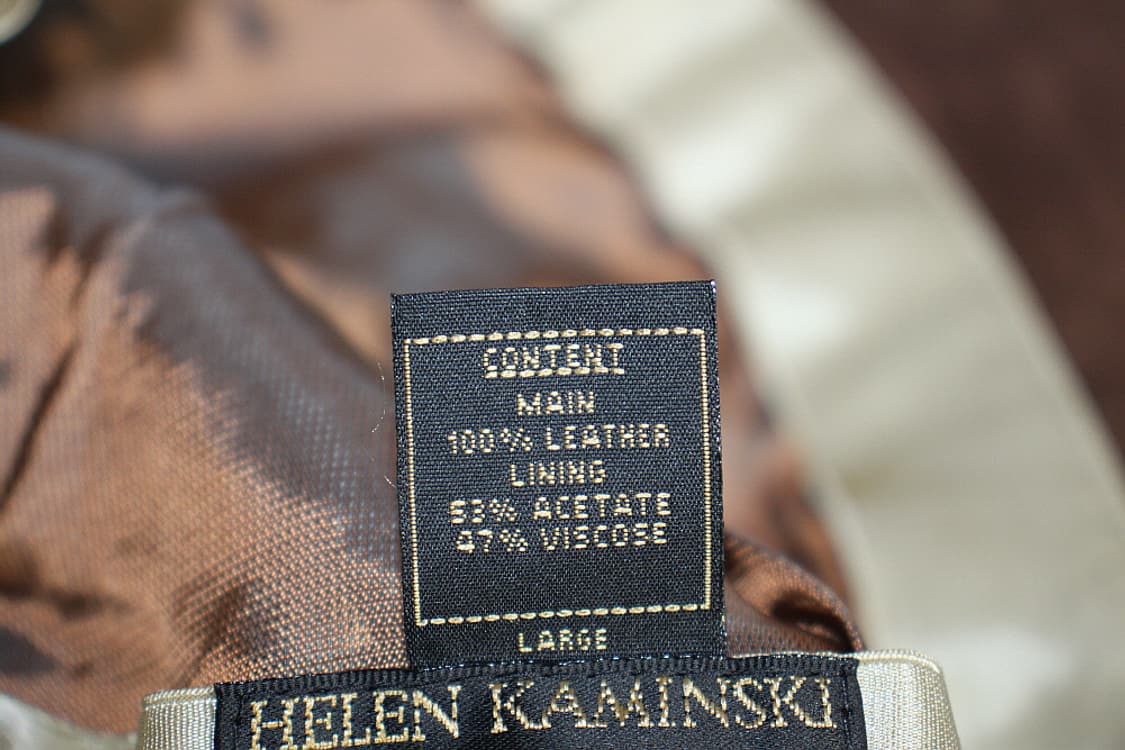 CONTENT
MAIN
100% LEATHER
LINING
53% ACETATE
47% VISCOSE
LARGE
HELEN KAMINSKI